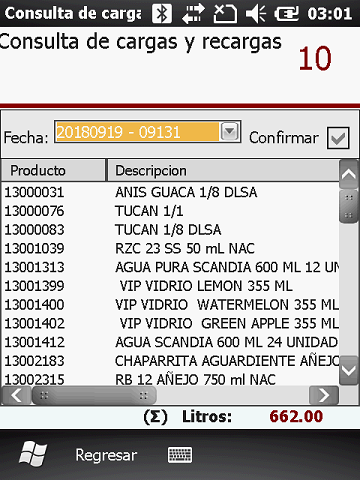 Consulta de carga 03:01
Consulta de cargas y recargas
10
Fecha: 20180919 - 09131 Confirmar
Producto Descripcion
13000031 ANIS GUACA 1/8 DLSA
13000076 TUCAN 1/1
13000083 TUCAN 1/8 DLSA
13001039 RZC 23 SS 50 mL NAC
13001313 AGUA PURA SCANDIA 600 ML 12 UN
13001399 VIP VIDRIO LEMON 355 ML
13001400 VIP VIDRIO WATERMELON 355 ML
13001402 VIP VIDRIO GREEN APPLE 355 ML
13001412 AGUA SCANDIA 600 ML 24 UNIDAD
13002183 CHAPARRITA AGUARDIENTE AÑEJO
13002315 RB 12 AÑEJO 750 ml NAC
(Σ) Litros: 662.00
Regresar